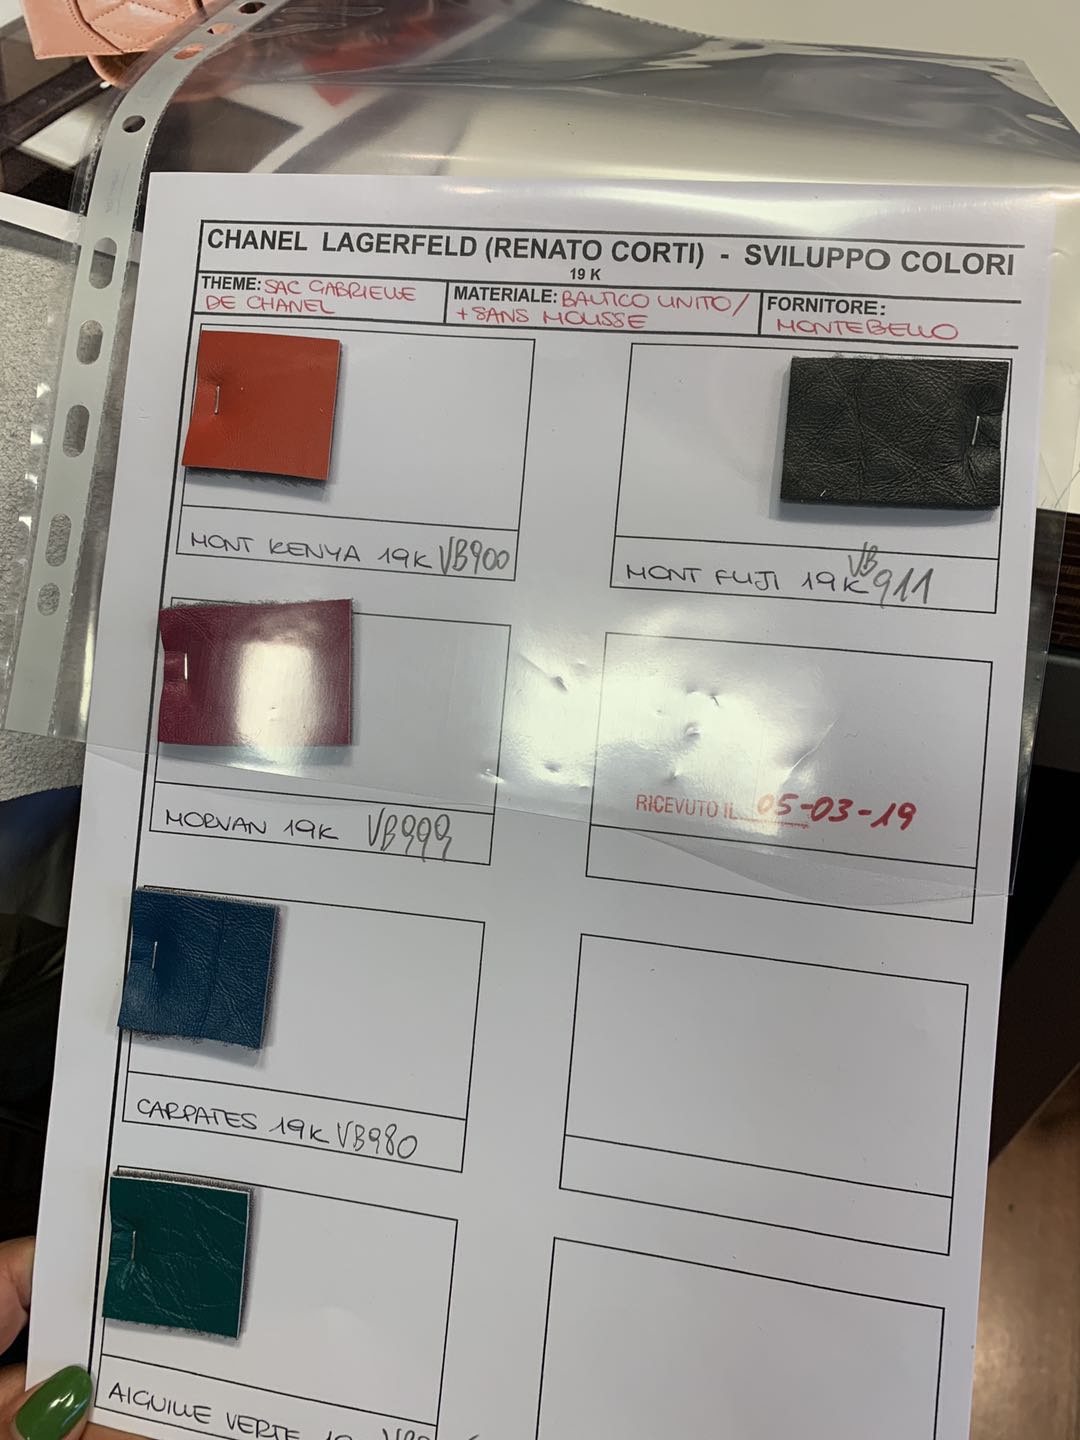 CHANEL LAGERFELD (RENATO CORTI) - SVILUPPO COLORI
19 K
THEME: SAC GABRIELLE
DE CHANEL
MATERIALE: BALTICO UNITO/
+ SANS MOUSSE
FORNITORE:
MONTEBELLO
MONT KENYA 19K VB900
MONT FUJI 19K VB911
MORVAN 19K VB999
RICEVUTO IL 05-03-19
CARPATES 19K VB980
AIGUILLE VERTE